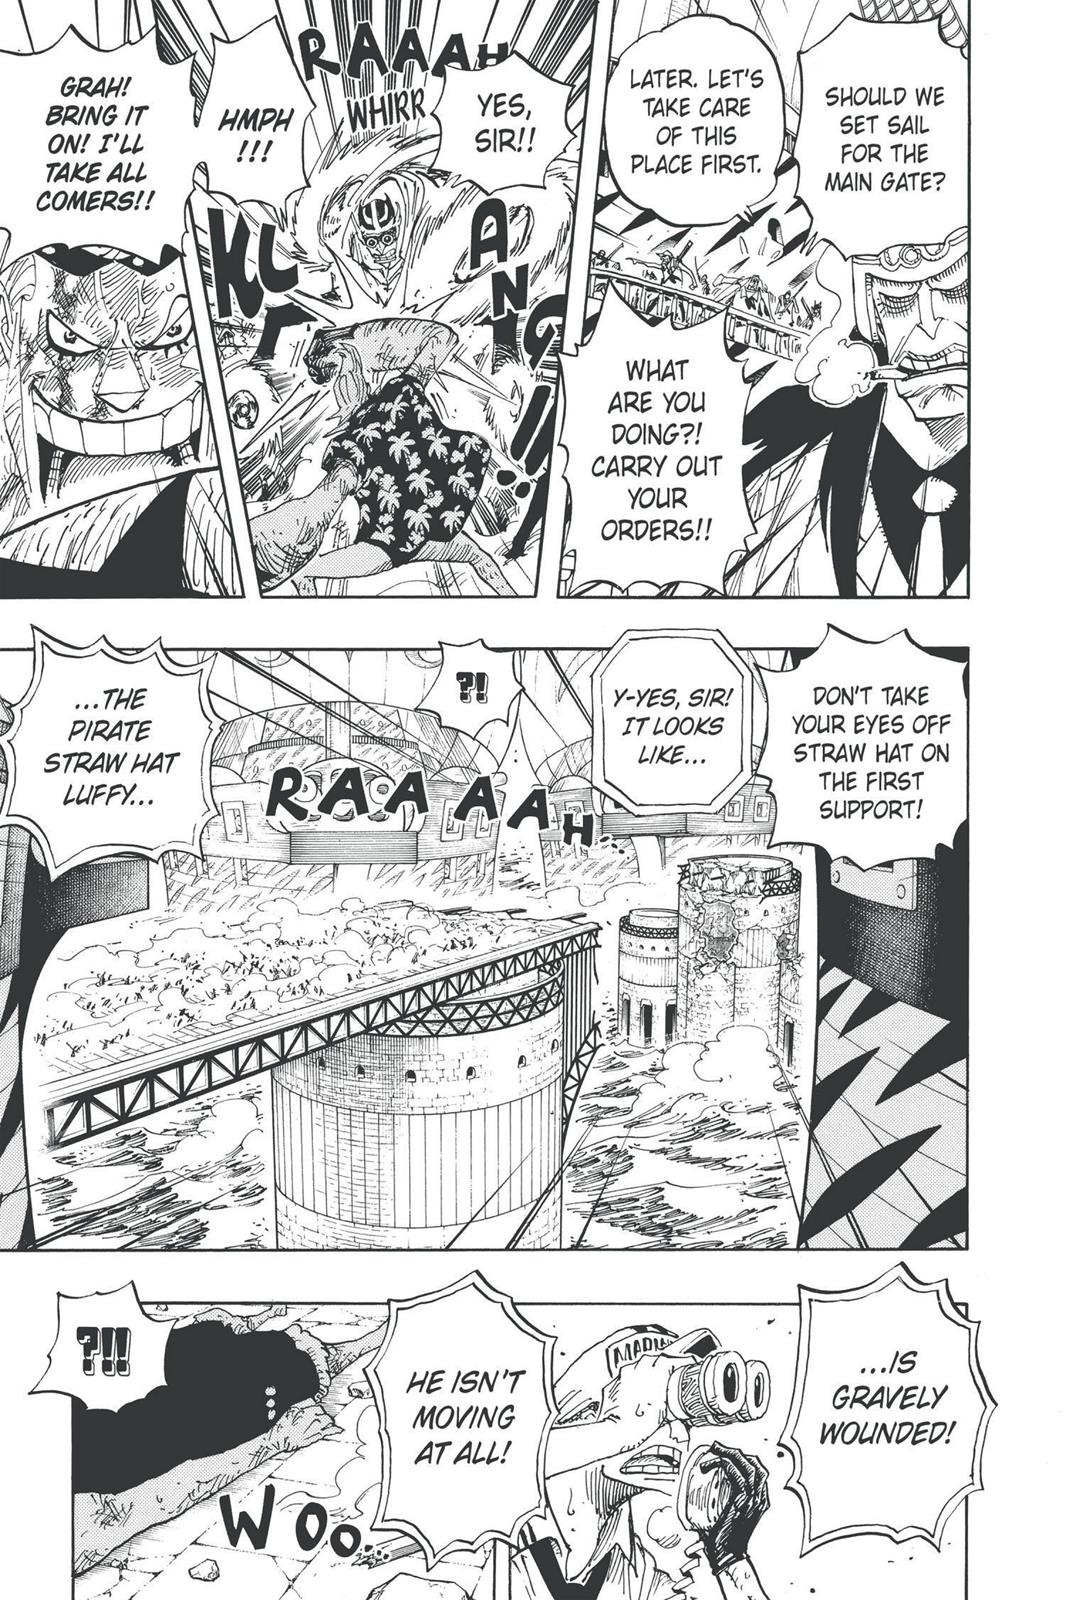 SHOULD WE
SET SAIL
FOR THE
MAIN GATE?
LATER. LET'S
TAKE CARE
OF THIS
PLACE FIRST.
WHAT
ARE YOU
DOING?!
CARRY OUT
YOUR
ORDERS!!
YES,
SIR!!
RAAAH
WHIRR
HMPH
!!!
KLANG!!
GRAH!
BRING IT
ON! I'LL
TAKE ALL
COMERS!!
DON'T TAKE
YOUR EYES OFF
STRAW HAT ON
THE FIRST
SUPPORT!
Y-YES, SIR!
IT LOOKS
LIKE...
?!
RAAAAH...
...THE
PIRATE
STRAW HAT
LUFFY...
...IS
GRAVELY
WOUNDED!
HE ISN'T
MOVING
AT ALL!
?!!
...
WOO...